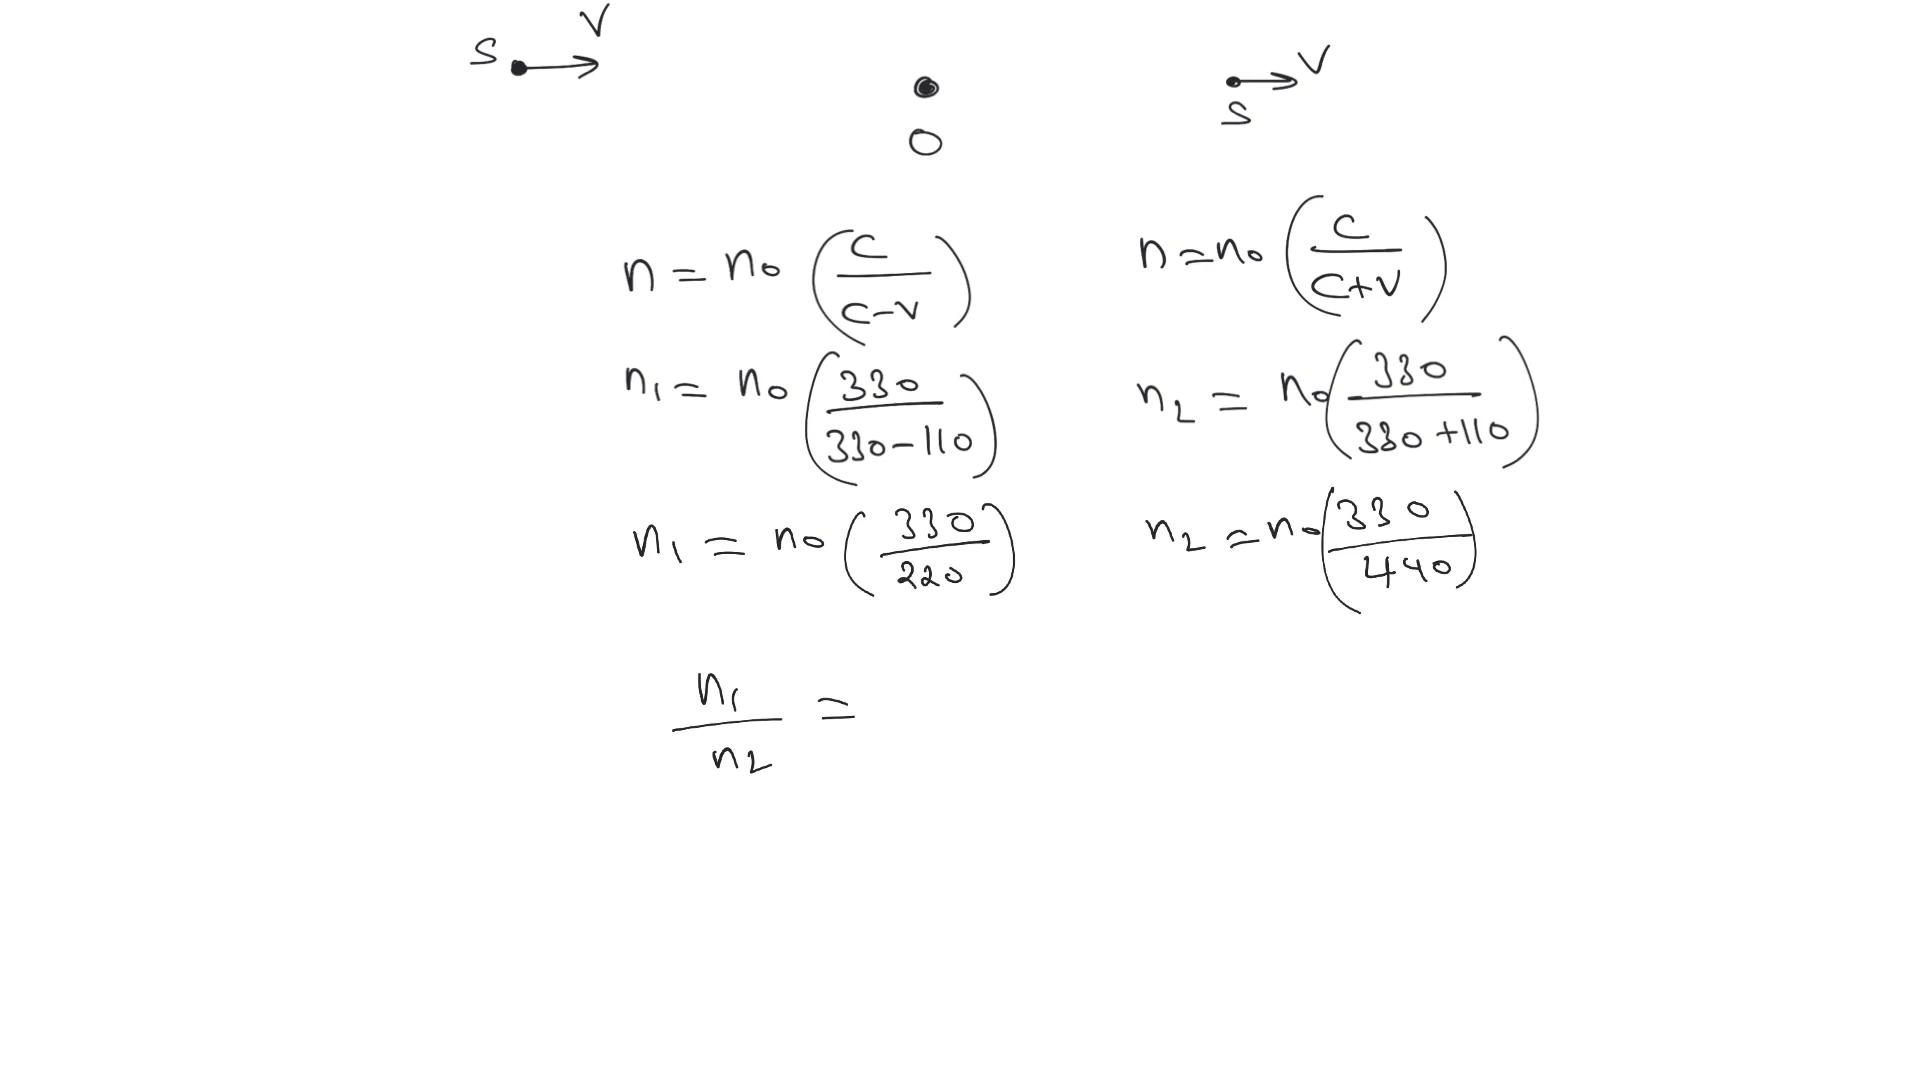 S V V
O S
n = n₀ (c / c-v) n = n₀ (c / c+v)
n₁ = n₀ (330 / 330-110) n₂ = n₀ (330 / 330+110)
n₁ = n₀ (330 / 220) n₂ = n₀ (330 / 440)
n₁ / n₂ =